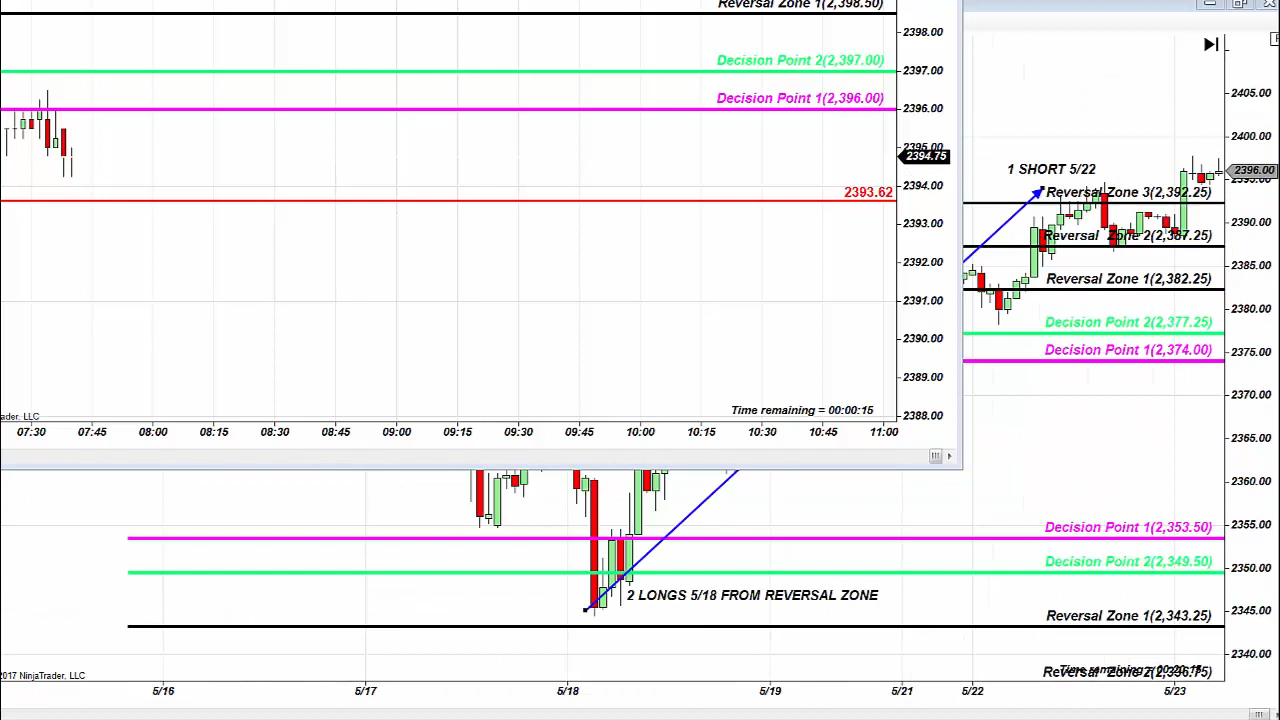 Reversal Zone 1(2,398.50)
2398.00
Decision Point 2(2,397.00)
2397.00
Decision Point 1(2,396.00)
2396.00
2395.00
2394.75
2394.00
2393.62
2393.00
2392.00
2391.00
2390.00
2389.00
2388.00
Time remaining = 00:00:15
ader, LLC
07:30 07:45 08:00 08:15 08:30 08:45 09:00 09:15 09:30 09:45 10:00 10:15 10:30 10:45 11:00
2405.00
2400.00
2396.00
1 SHORT 5/22
Reversal Zone 3(2,392.25)
2390.00
Reversal Zone 2(2,387.25)
2385.00
Reversal Zone 1(2,382.25)
2380.00
Decision Point 2(2,377.25)
2375.00
Decision Point 1(2,374.00)
2370.00
2365.00
2360.00
2355.00
Decision Point 1(2,353.50)
2350.00
Decision Point 2(2,349.50)
2345.00
2 LONGS 5/18 FROM REVERSAL ZONE
Reversal Zone 1(2,343.25)
2340.00
2017 NinjaTrader, LLC
5/16 5/17 5/18 5/19 5/21 5/22 5/23